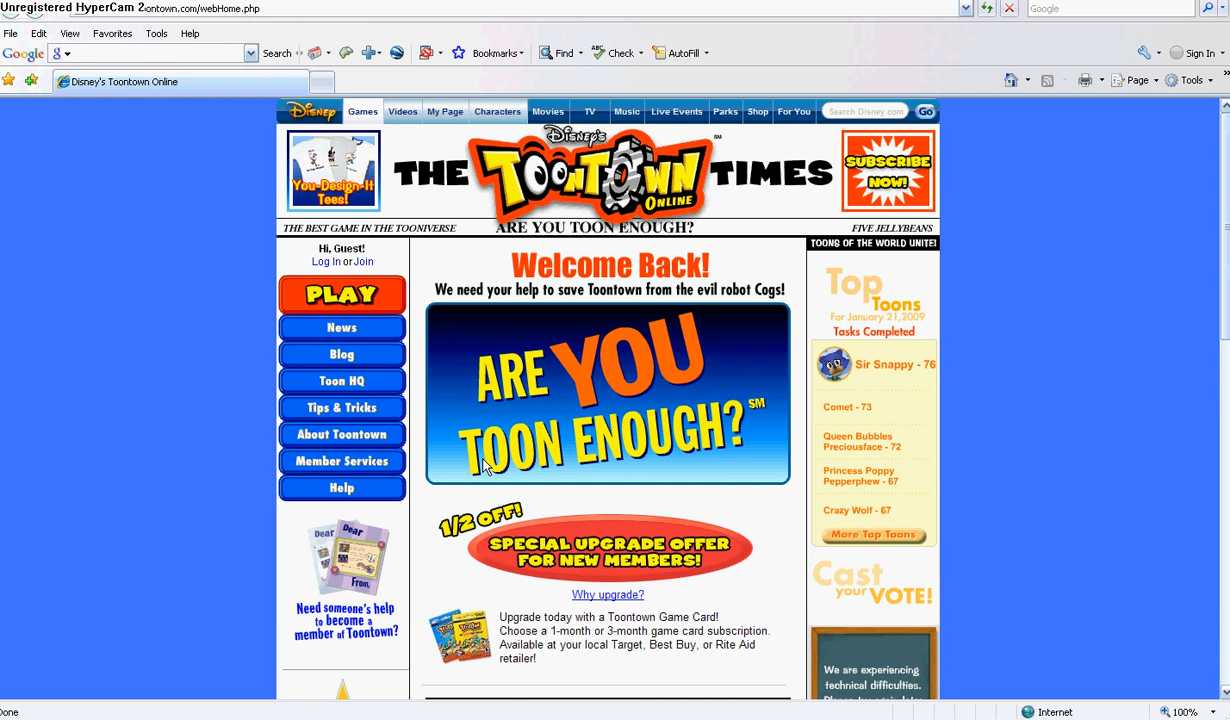 Unregistered HyperCam 2
ontown.com/webHome.php
Google
File Edit View Favorites Tools Help
Google
Search
Bookmarks
Find
Check
AutoFill
Sign In
Disney's Toontown Online
Page
Tools
Disney
Games
Videos
My Page
Characters
Movies
TV
Music
Live Events
Parks
Shop
For You
Search Disney.com
Go
You-Design-It
Tees!
THE
DISNEY'S
TOONTOWN
ONLINE
SM
TIMES
SUBSCRIBE
NOW!
THE BEST GAME IN THE TOONIVERSE
ARE YOU TOON ENOUGH?
FIVE JELLYBEANS
Hi, Guest!
Log In or Join
PLAY
News
Blog
Toon HQ
Tips & Tricks
About Toontown
Member Services
Help
Dear
Dear
From,
Need someone's help
to become a
member of Toontown?
Welcome Back!
We need your help to save Toontown from the evil robot Cogs!
ARE YOU
TOON ENOUGH? SM
1/2 OFF!
SPECIAL UPGRADE OFFER
FOR NEW MEMBERS!
Why upgrade?
Upgrade today with a Toontown Game Card!
Choose a 1-month or 3-month game card subscription.
Available at your local Target, Best Buy, or Rite Aid
retailer!
TOONS OF THE WORLD UNITE!
Top
Toons
For January 21,2009
Tasks Completed
Sir Snappy - 76
Comet - 73
Queen Bubbles
Preciousface - 72
Princess Poppy
Pepperphew - 67
Crazy Wolf - 67
More Top Toons
Cast
your VOTE!
We are experiencing
technical difficulties.
Done
Internet
100%